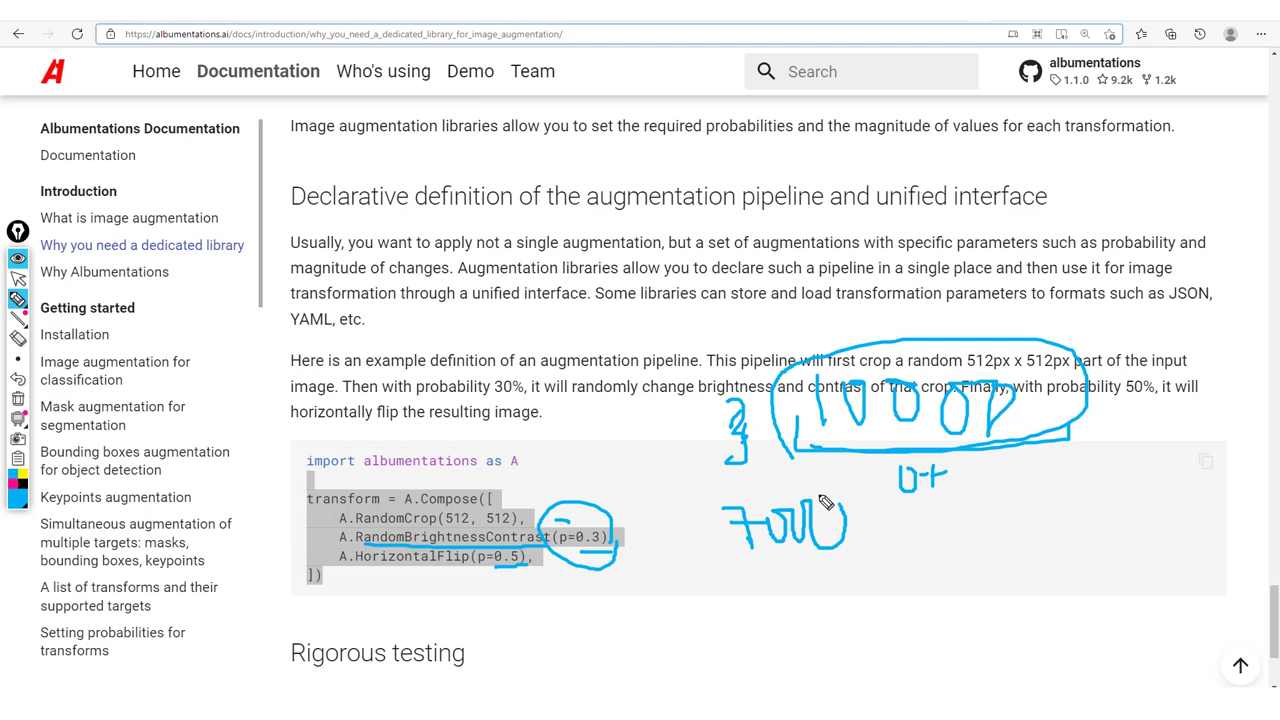 https://albumentations.ai/docs/introduction/why_you_need_a_dedicated_library_for_image_augmentation/
Home Documentation Who's using Demo Team
Search
albumentations
1.1.0 9.2k 1.2k
Albumentations Documentation
Documentation
Introduction
What is image augmentation
Why you need a dedicated library
Why Albumentations
Getting started
Installation
Image augmentation for
classification
Mask augmentation for
segmentation
Bounding boxes augmentation
for object detection
Keypoints augmentation
Simultaneous augmentation of
multiple targets: masks,
bounding boxes, keypoints
A list of transforms and their
supported targets
Setting probabilities for
transforms
Image augmentation libraries allow you to set the required probabilities and the magnitude of values for each transformation.
Declarative definition of the augmentation pipeline and unified interface
Usually, you want to apply not a single augmentation, but a set of augmentations with specific parameters such as probability and
magnitude of changes. Augmentation libraries allow you to declare such a pipeline in a single place and then use it for image
transformation through a unified interface. Some libraries can store and load transformation parameters to formats such as JSON,
YAML, etc.
Here is an example definition of an augmentation pipeline. This pipeline will first crop a random 512px x 512px part of the input
image. Then with probability 30%, it will randomly change brightness and contrast of that crop. Finally, with probability 50%, it will
horizontally flip the resulting image.
import albumentations as A
transform = A.Compose([
A.RandomCrop(512, 512),
A.RandomBrightnessContrast(p=0.3),
A.HorizontalFlip(p=0.5),
])
7000
Rigorous testing